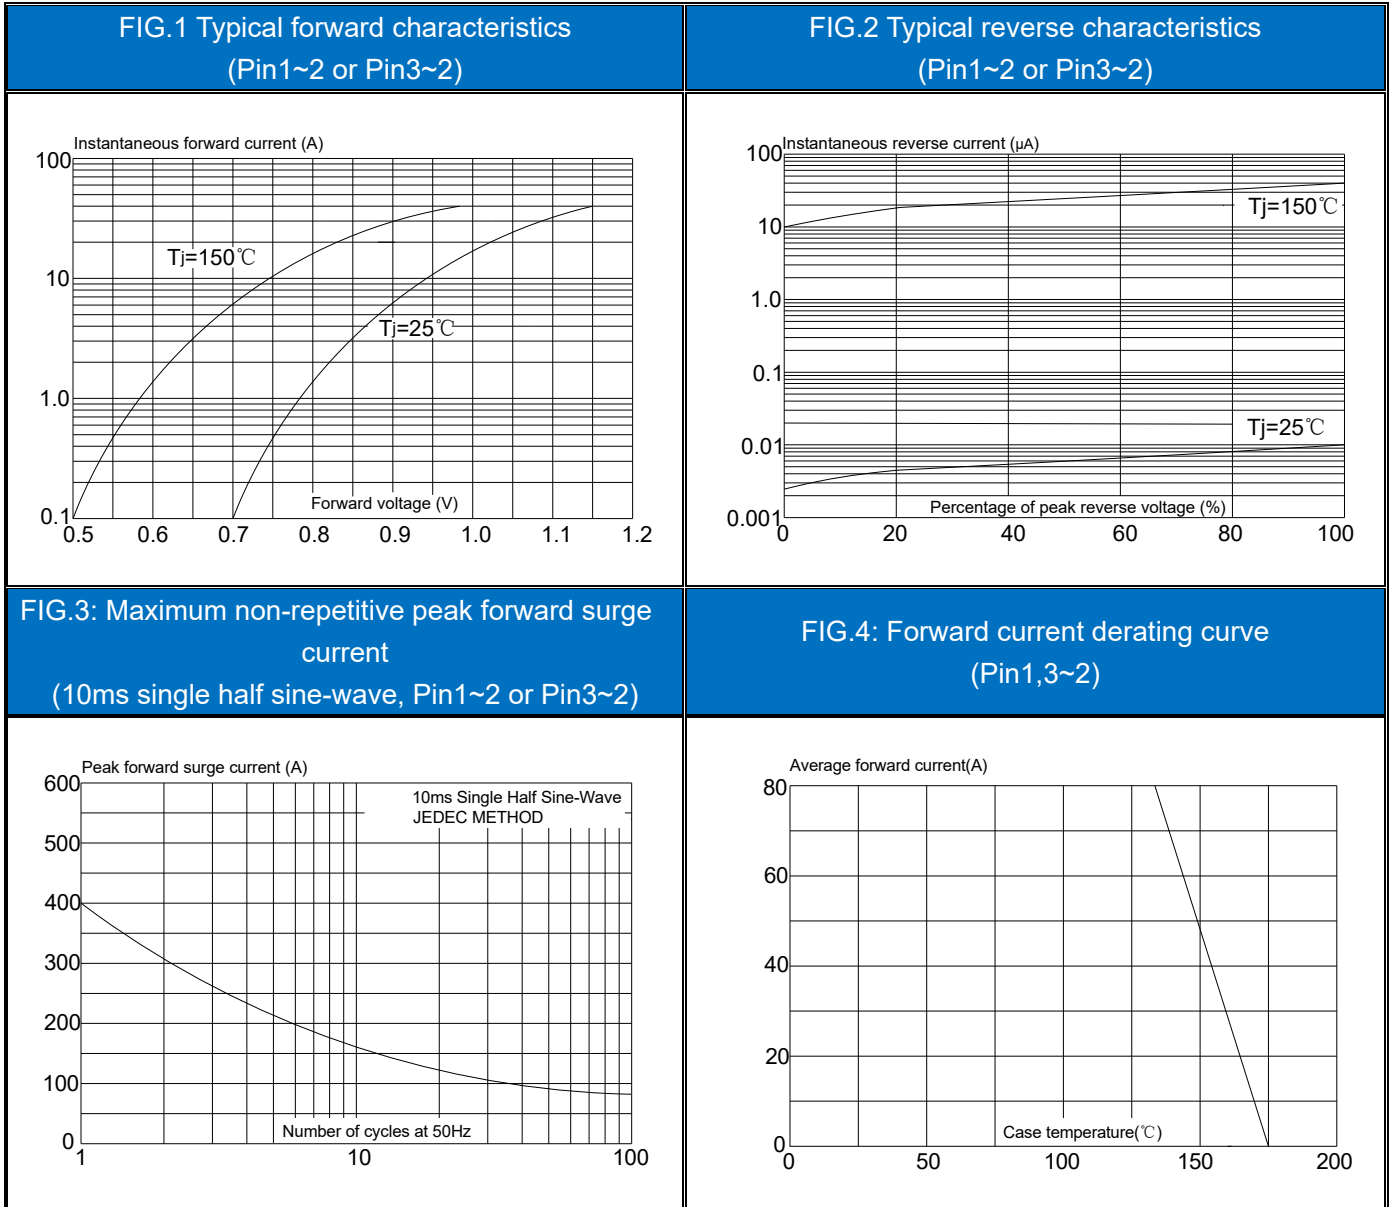 FIG.1 Typical forward characteristics
(Pin1~2 or Pin3~2)
FIG.2 Typical reverse characteristics
(Pin1~2 or Pin3~2)
Instantaneous forward current (A)
100
10
1.0
0.1
Tj=150℃
Tj=25℃
Forward voltage (V)
0.5 0.6 0.7 0.8 0.9 1.0 1.1 1.2
Instantaneous reverse current (μA)
100
10
1.0
0.1
0.01
0.001
Tj=150℃
Tj=25℃
Percentage of peak reverse voltage (%)
0 20 40 60 80 100
FIG.3: Maximum non-repetitive peak forward surge
current
(10ms single half sine-wave, Pin1~2 or Pin3~2)
FIG.4: Forward current derating curve
(Pin1,3~2)
Peak forward surge current (A)
600
500
400
300
200
100
0
10ms Single Half Sine-Wave
JEDEC METHOD
Number of cycles at 50Hz
1 10 100
Average forward current(A)
80
60
40
20
0
Case temperature(℃)
0 50 100 150 200